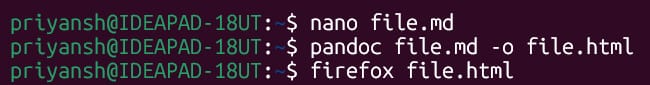 priyansh@IDEAPAD-18UT:~$ nano file.md
priyansh@IDEAPAD-18UT:~$ pandoc file.md -o file.html
priyansh@IDEAPAD-18UT:~$ firefox file.html